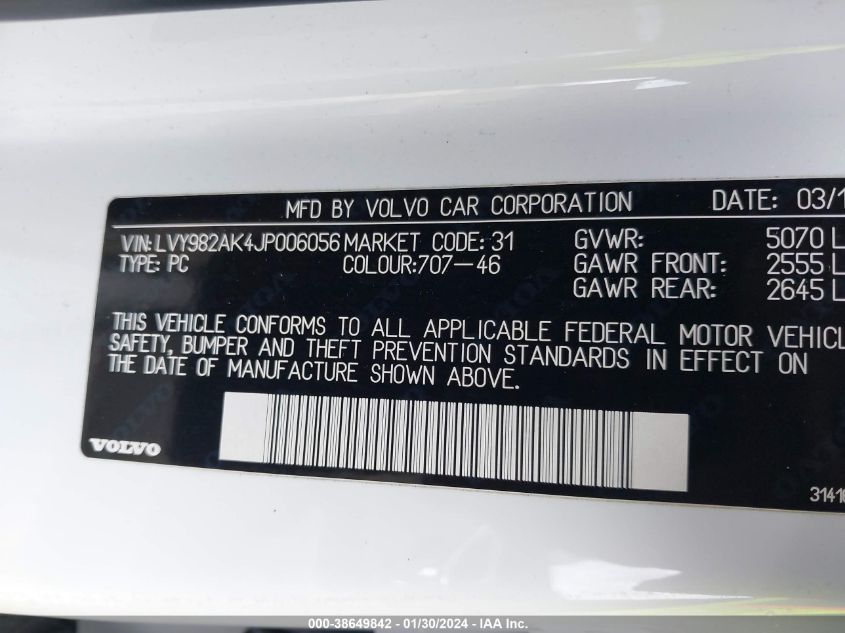 MFD BY VOLVO CAR CORPORATION DATE: 03/1
VIN: LVY982AK4JP006056 MARKET CODE: 31 GVWR: 5070 L
TYPE: PC COLOUR:707-46 GAWR FRONT: 2555 L
GAWR REAR: 2645 L
THIS VEHICLE CONFORMS TO ALL APPLICABLE FEDERAL MOTOR VEHICL
SAFETY, BUMPER AND THEFT PREVENTION STANDARDS IN EFFECT ON
THE DATE OF MANUFACTURE SHOWN ABOVE.
VOLVO
3141
000-38649842 - 01/30/2024 - IAA Inc.